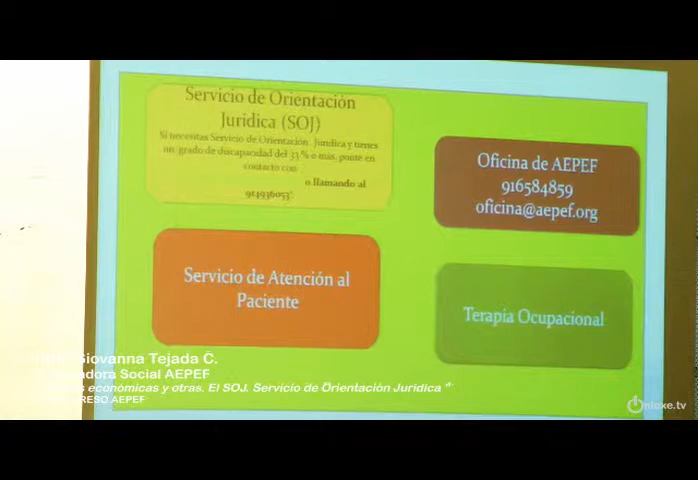 Servicio de Orientación
Jurídica (SOJ)
Si necesitas Servicio de Orientación Jurídica y tienes
un grado de discapacidad del 33 % o más, ponte en
contacto con
o llamando al
914936053
Oficina de AEPEF
916584859
oficina@aepef.org
Servicio de Atención al
Paciente
Terapia Ocupacional
Giovanna Tejada C.
Social AEPEF
económicas y otras. El SOJ. Servicio de Orientación Jurídica "
AEPEF